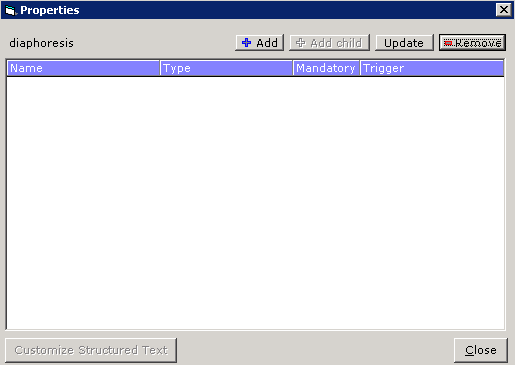 Properties
diaphoresis Add Add child Update Remove
Name Type Mandatory Trigger
Customize Structured Text Close